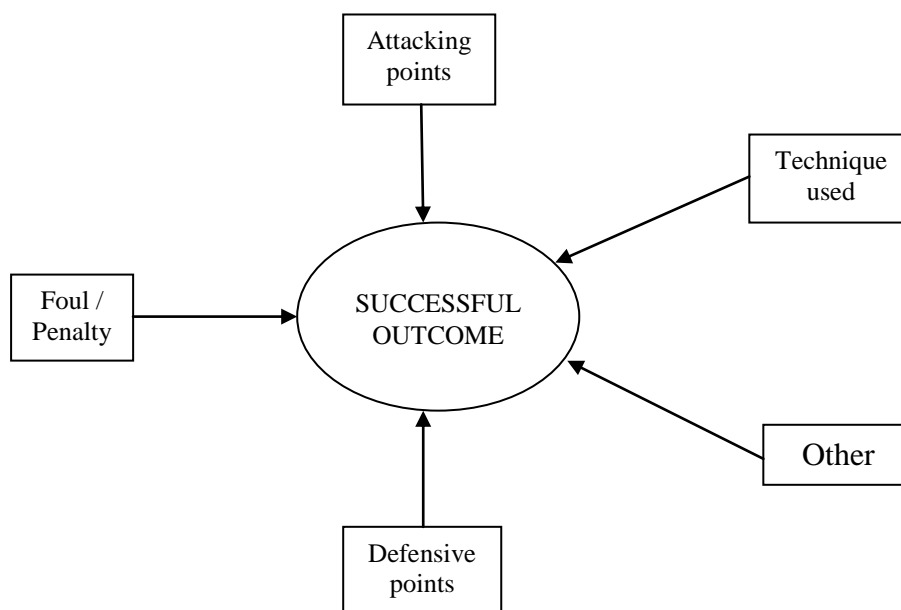 Attacking
points
Technique
used
Foul /
Penalty
SUCCESSFUL
OUTCOME
Other
Defensive
points